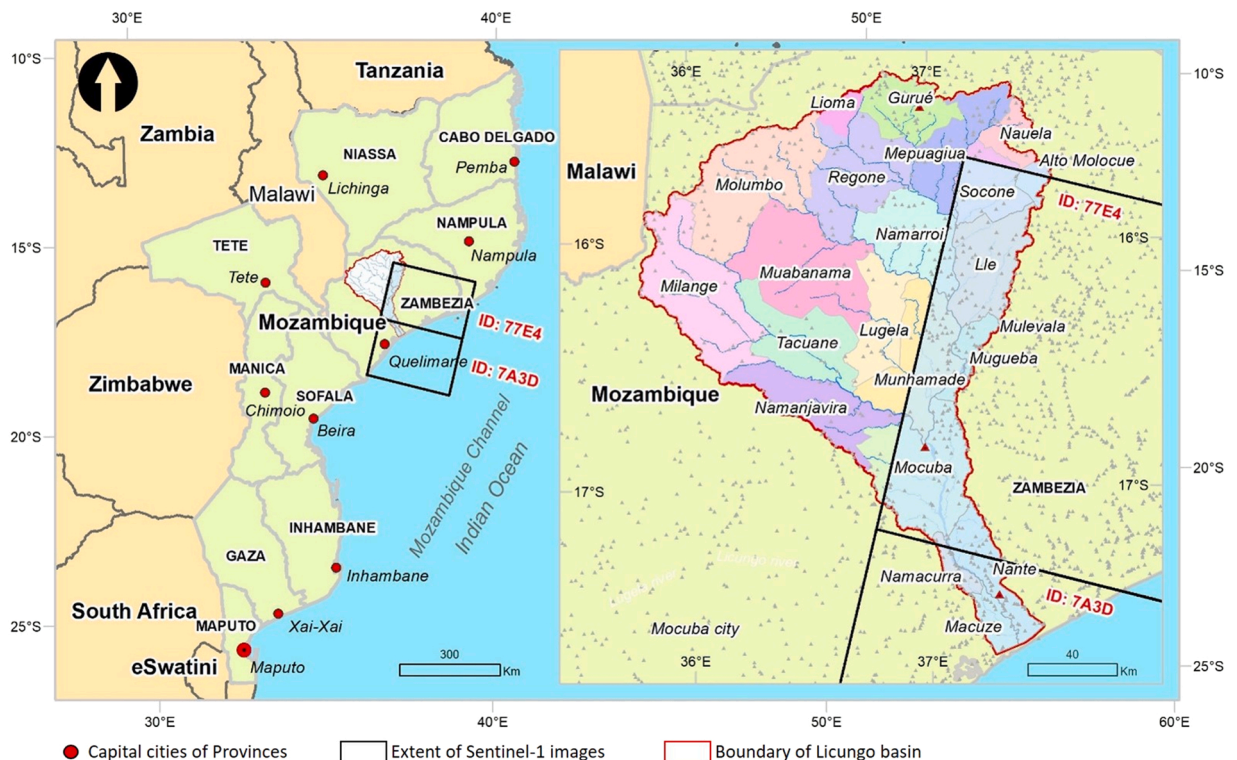 30°E
40°E
50°E
10°S
10°S
Tanzania
Zambia
CABO DELGADO
Pemba
NIASSA
Lichinga
Malawi
NAMPULA
Nampula
TETE
Tete
15°S
15°S
ZAMBEZIA
Mozambique
ID: 77E4
Quelimane
ID: 7A3D
MANICA
Zimbabwe
Chimoio
SOFALA
Beira
20°S
20°S
Mozambique Channel
Indian Ocean
INHAMBANE
GAZA
Inhambane
South Africa
MAPUTO
Xai-Xai
25°S
25°S
eSwatini
Maputo
300
Km
36°E
37°E
Lioma
Gurué
Nauela
Malawi
Mepuagiua
Alto Molocue
Molumbo
Regone
Socone
ID: 77E4
16°S
Namarroi
16°S
Lle
Muabanama
Milange
Mulevala
Lugela
Tacuane
Mugueba
Munhamade
Mozambique
Namanjavira
Mocuba
ZAMBEZIA
17°S
17°S
Licungo river
Nante
Namacurra
ID: 7A3D
Mocuba city
Macuze
36°E
37°E
40
Km
30°E
40°E
50°E
60°E
Capital cities of Provinces
Extent of Sentinel-1 images
Boundary of Licungo basin